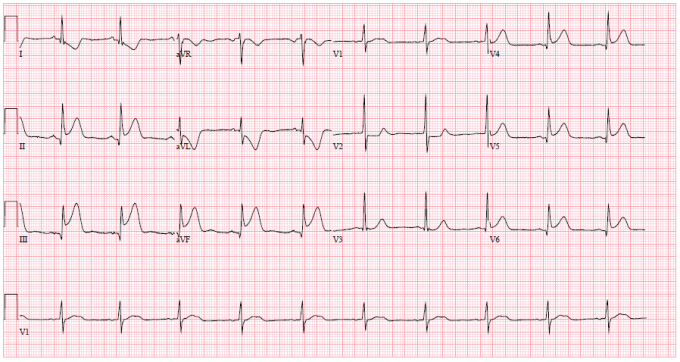 I aVR V1 V4
II aVL V2 V5
III aVF V3 V6
V1